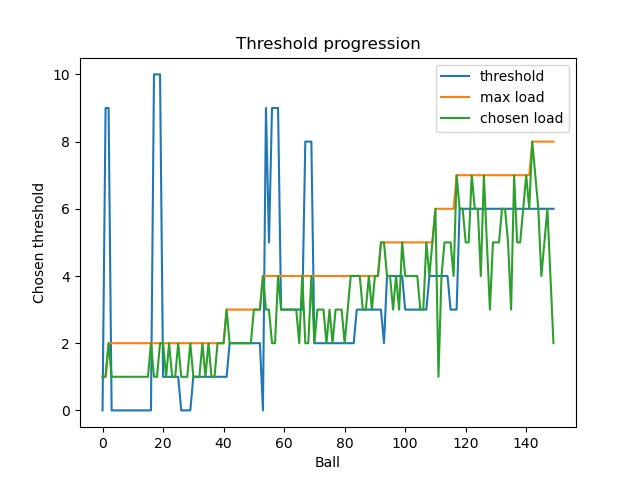 Threshold progression
threshold
max load
chosen load
Chosen threshold
10
8
6
4
2
0
0 20 40 60 80 100 120 140
Ball